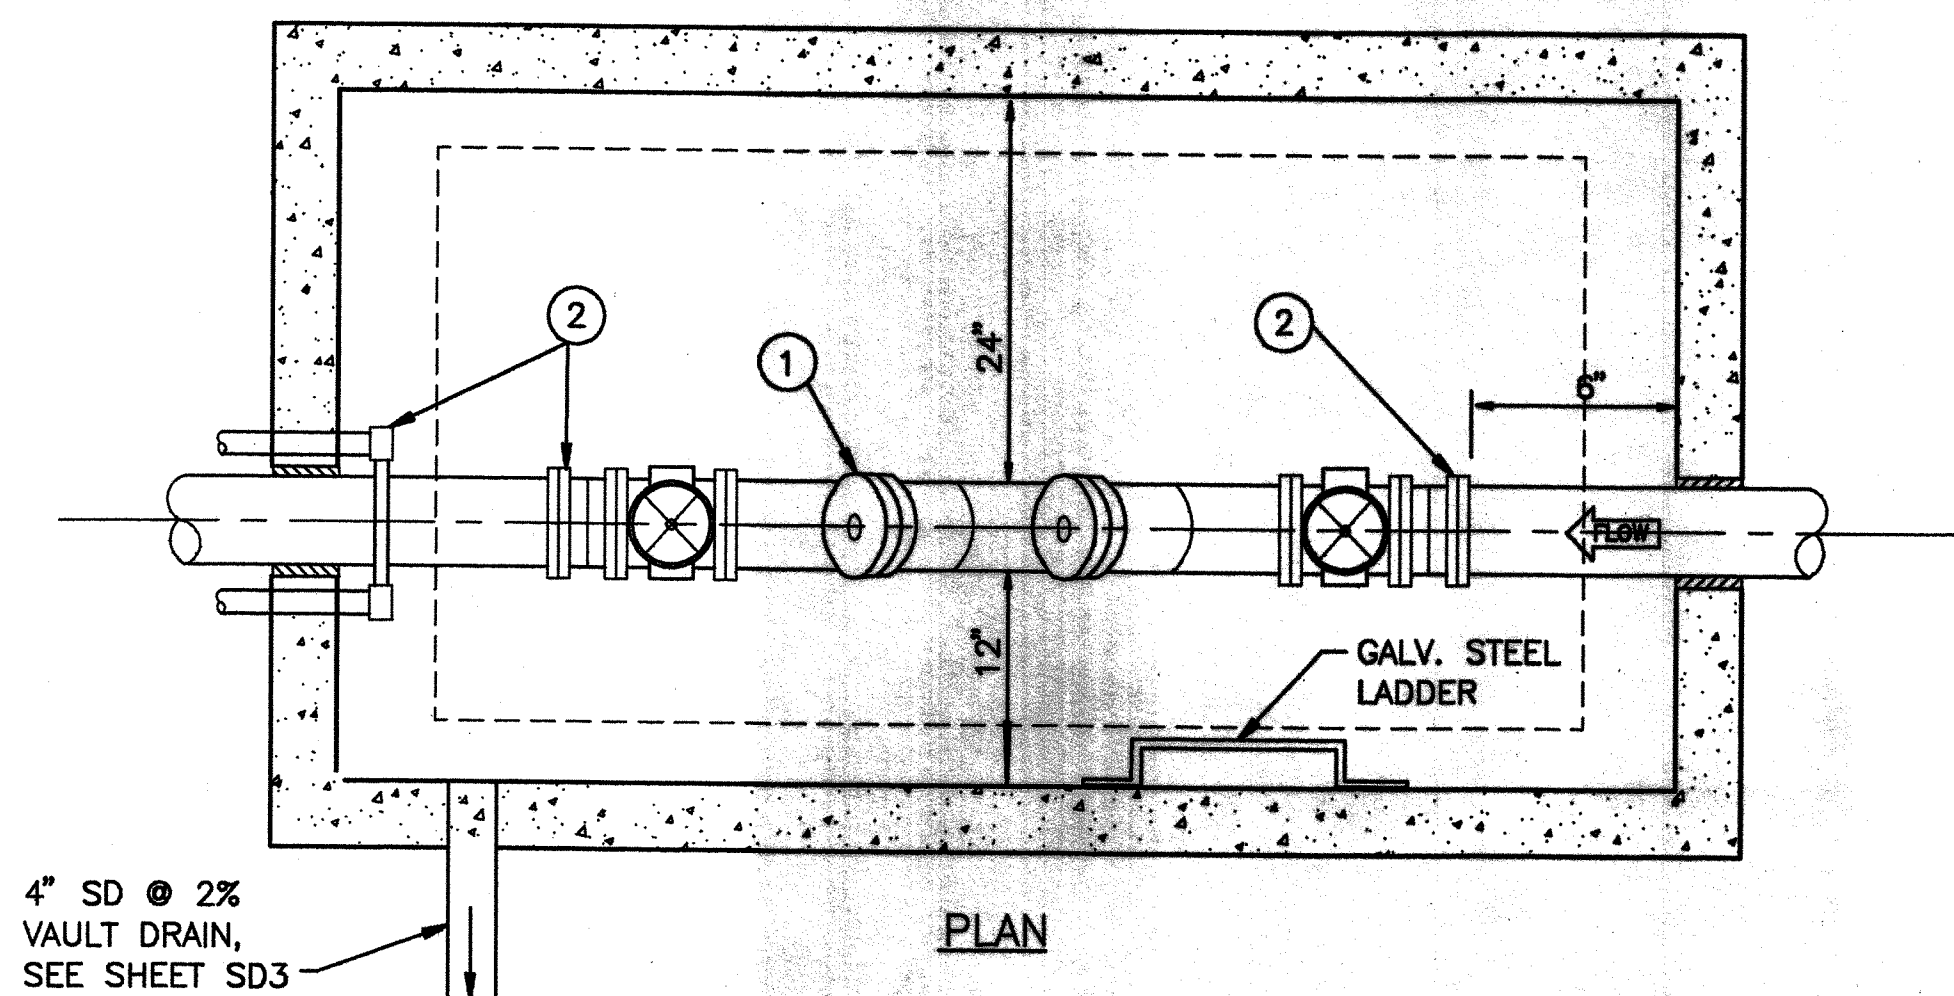 2
1
2
24"
6"
FLOW
12"
GALV. STEEL
LADDER
4" SD @ 2%
VAULT DRAIN,
SEE SHEET SD3
PLAN